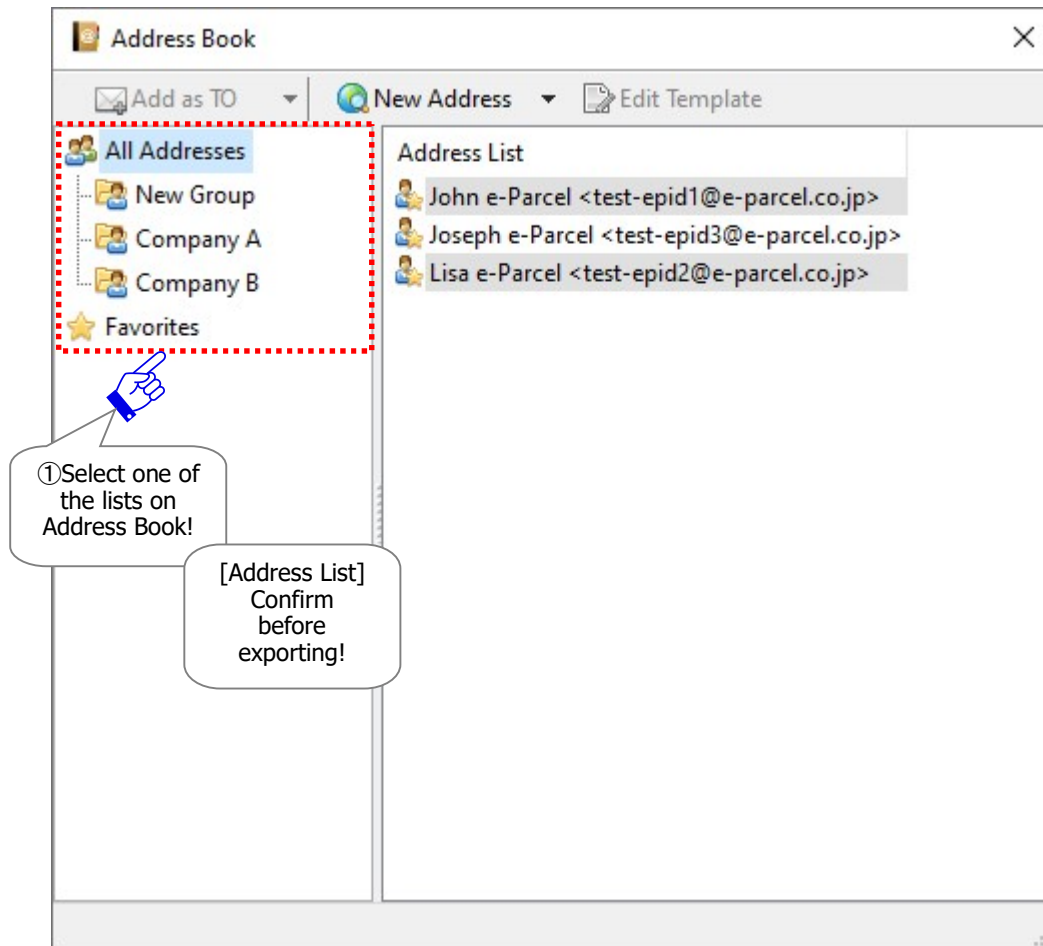 Address Book
Add as TO
New Address
Edit Template
All Addresses
New Group
Company A
Company B
Favorites
Address List
John e-Parcel <test-epid1@e-parcel.co.jp>
Joseph e-Parcel <test-epid3@e-parcel.co.jp>
Lisa e-Parcel <test-epid2@e-parcel.co.jp>
①Select one of
the lists on
Address Book!
[Address List]
Confirm
before
exporting!